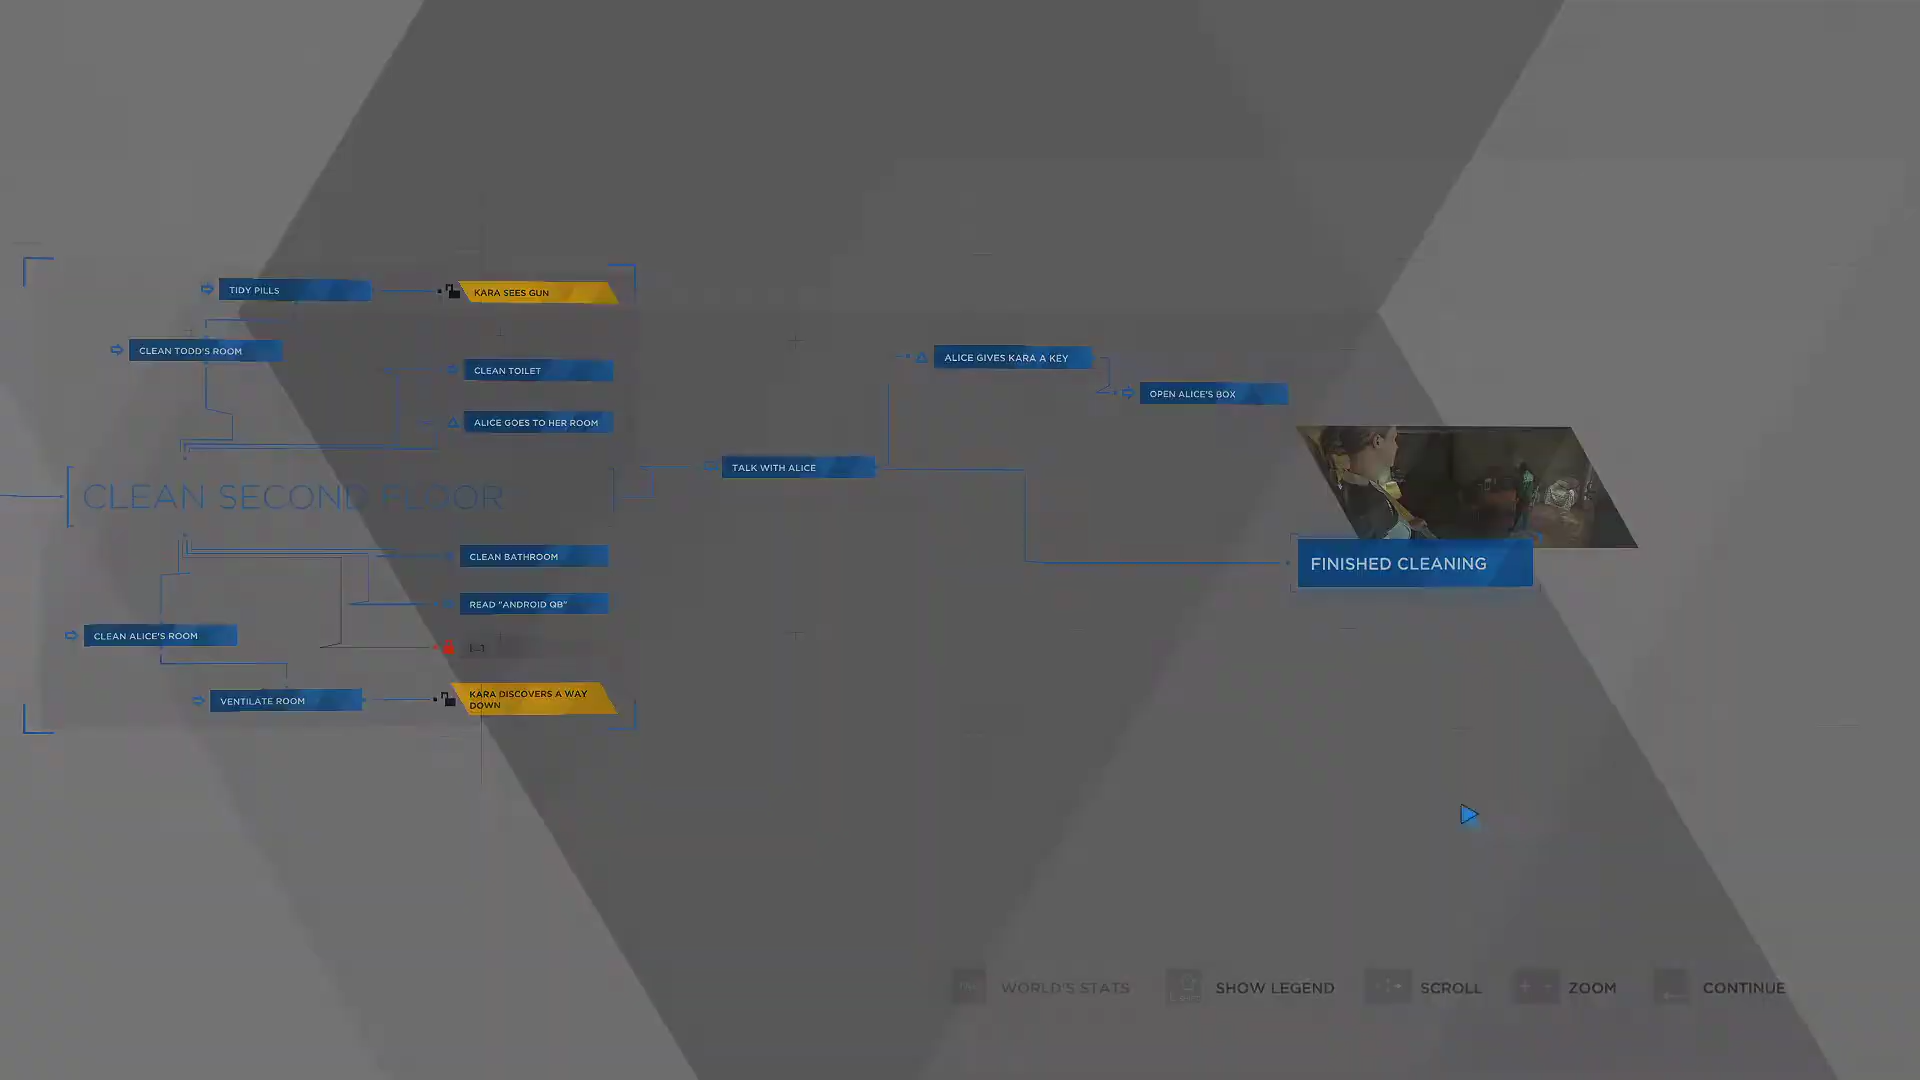 TIDY PILLS
KARA SEES GUN
CLEAN TODD'S ROOM
CLEAN TOILET
ALICE GIVES KARA A KEY
OPEN ALICE'S BOX
ALICE GOES TO HER ROOM
TALK WITH ALICE
CLEAN SECOND FLOOR
CLEAN BATHROOM
FINISHED CLEANING
READ "ANDROID QB"
CLEAN ALICE'S ROOM
VENTILATE ROOM
KARA DISCOVERS A WAY
DOWN
WORLD'S STATS
SHOW LEGEND
SCROLL
ZOOM
CONTINUE